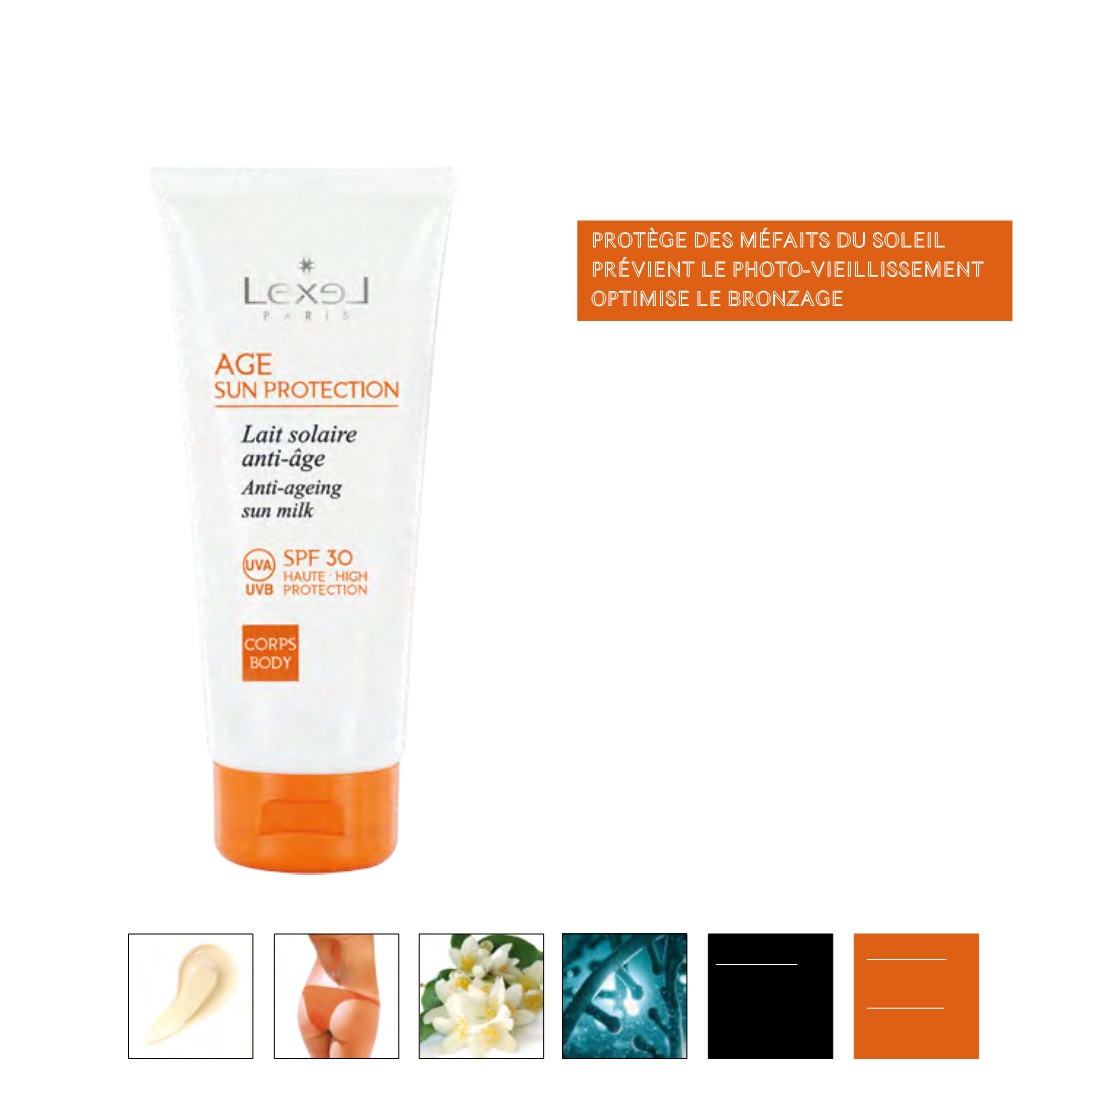 Lexel
PARIS
AGE
SUN PROTECTION
Lait solaire
anti-âge
Anti-ageing
sun milk
UVA
UVB
SPF 30
HAUTE · HIGH
PROTECTION
CORPS
BODY
PROTÈGE DES MÉFAITS DU SOLEIL
PRÉVIENT LE PHOTO-VIEILLISSEMENT
OPTIMISE LE BRONZAGE